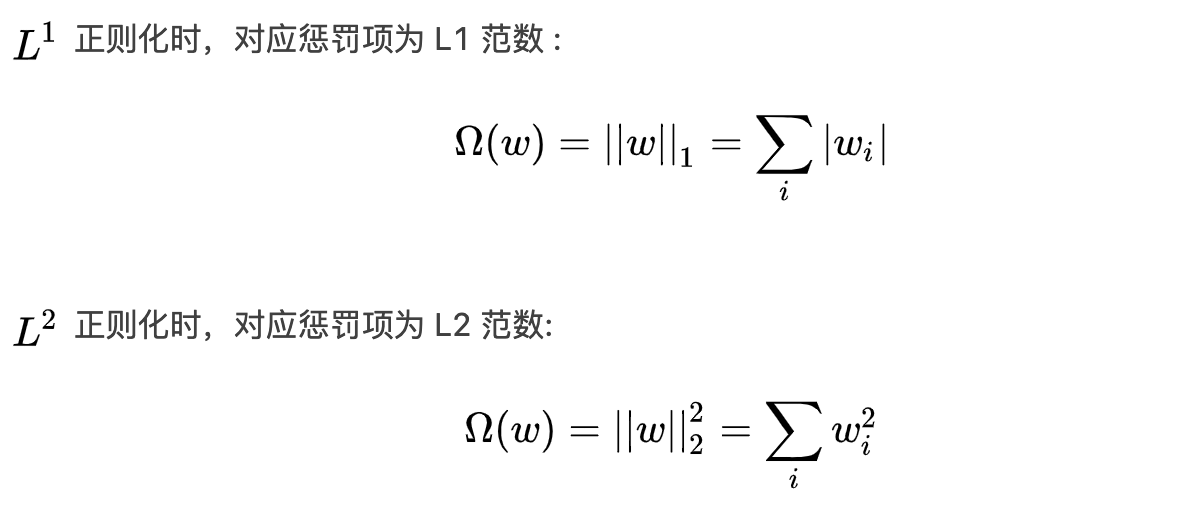 L¹ 正则化时，对应惩罚项为 L1 范数 :
Ω(w) = ||w||₁ = ∑ᵢ |wᵢ|
L² 正则化时，对应惩罚项为 L2 范数:
Ω(w) = ||w||₂² = ∑ᵢ wᵢ²